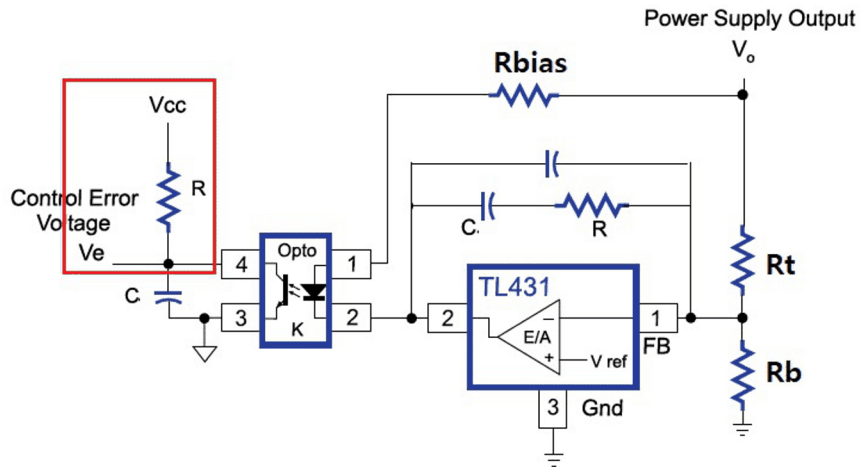 Power Supply Output
Vo
Rbias
Vcc
R
Control Error
Voltage
Ve
C
Opto
4
1
3
2
K
C.
R
TL431
2
E/A
−
+
V ref
1
FB
3
Gnd
Rt
Rb